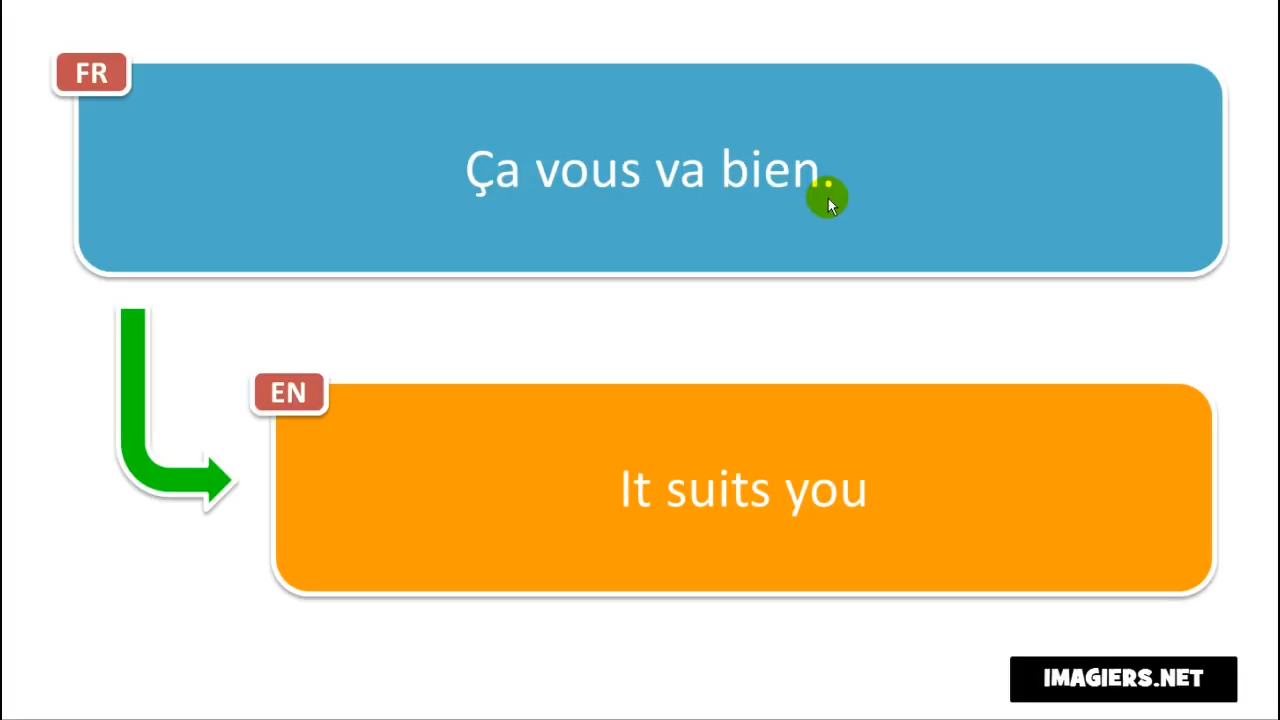 FR
Ça vous va bien.
EN
It suits you
IMAGIERS.NET